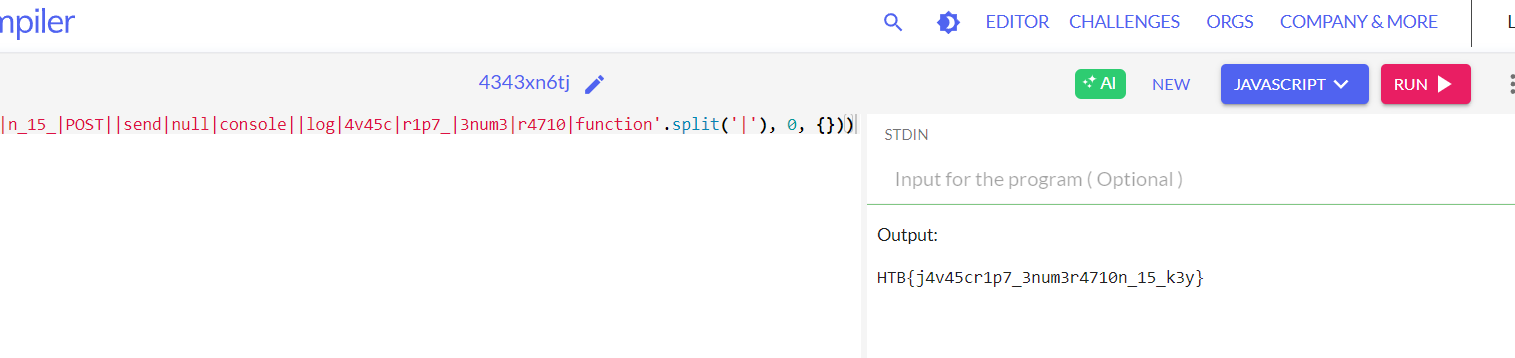 mpiler
EDITOR CHALLENGES ORGS COMPANY & MORE
4343xn6tj
AI NEW JAVASCRIPT RUN
|n_15_|POST||send|null|console||log|4v45c|r1p7_|3num3|r4710|function'.split('|'), 0, {}))
STDIN
Input for the program ( Optional )
Output:
HTB{j4v45cr1p7_3num3r4710n_15_k3y}